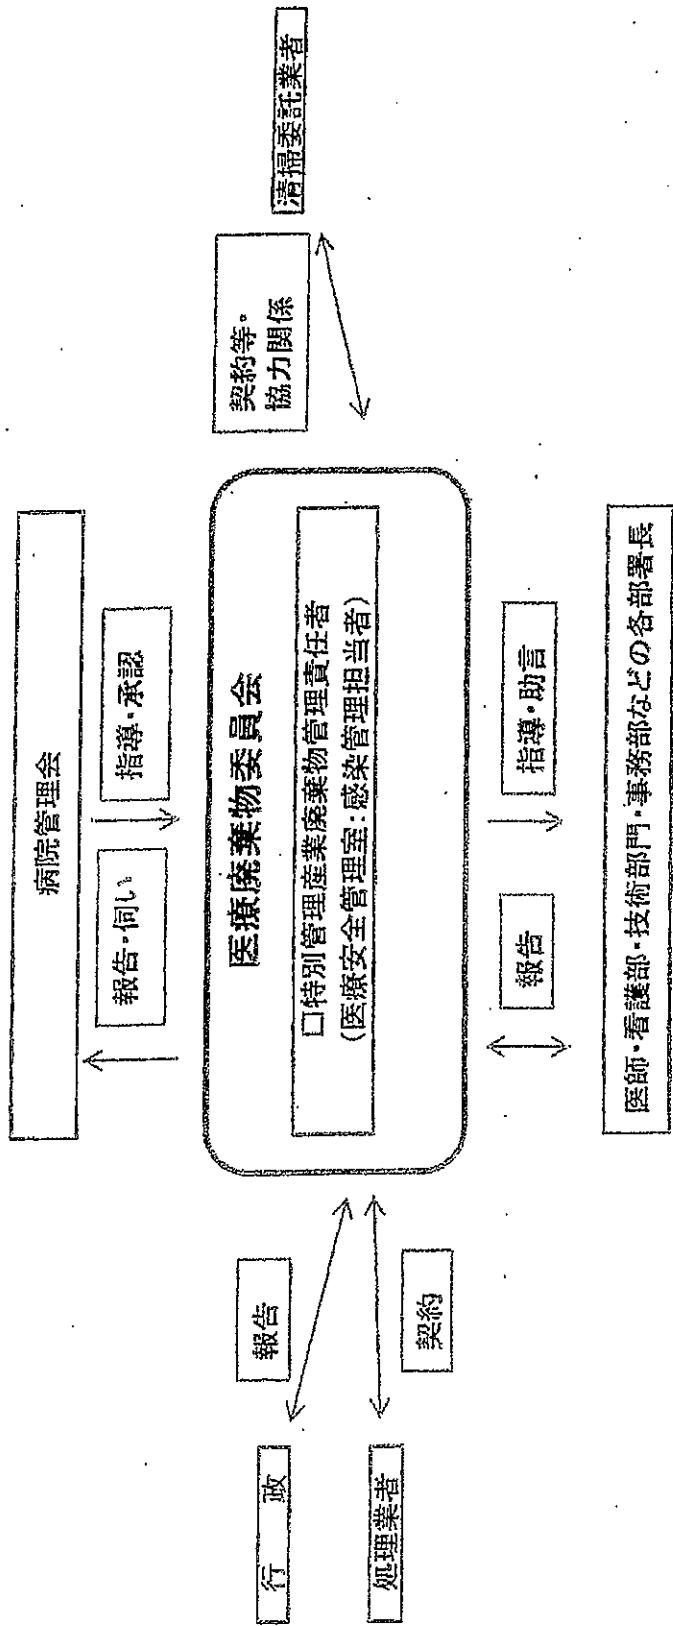 病院管理会
報告・伺い
指導・承認
契約等・
協力関係
清掃委託業者
医療廃棄物委員会
□特別管理産業廃棄物管理責任者
(医療安全管理室:感染管理担当者)
報告
行　政
契約
処理業者
報告
指導・助言
医師・看護部・技術部門・事務部などの各部署長